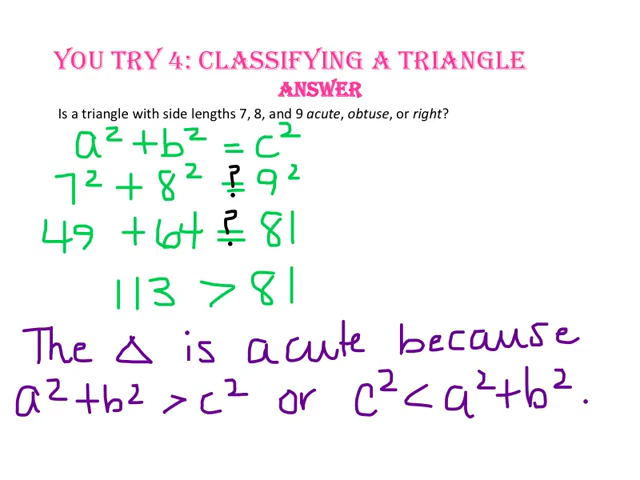 YOU TRY 4: CLASSIFYING A TRIANGLE
ANSWER
Is a triangle with side lengths 7, 8, and 9 acute, obtuse, or right?
a² + b² = c²
7² + 8² ≟ 9²
49 + 64 ≟ 81
113 > 81
The △ is acute because
a² + b² > c² or c² < a² + b².